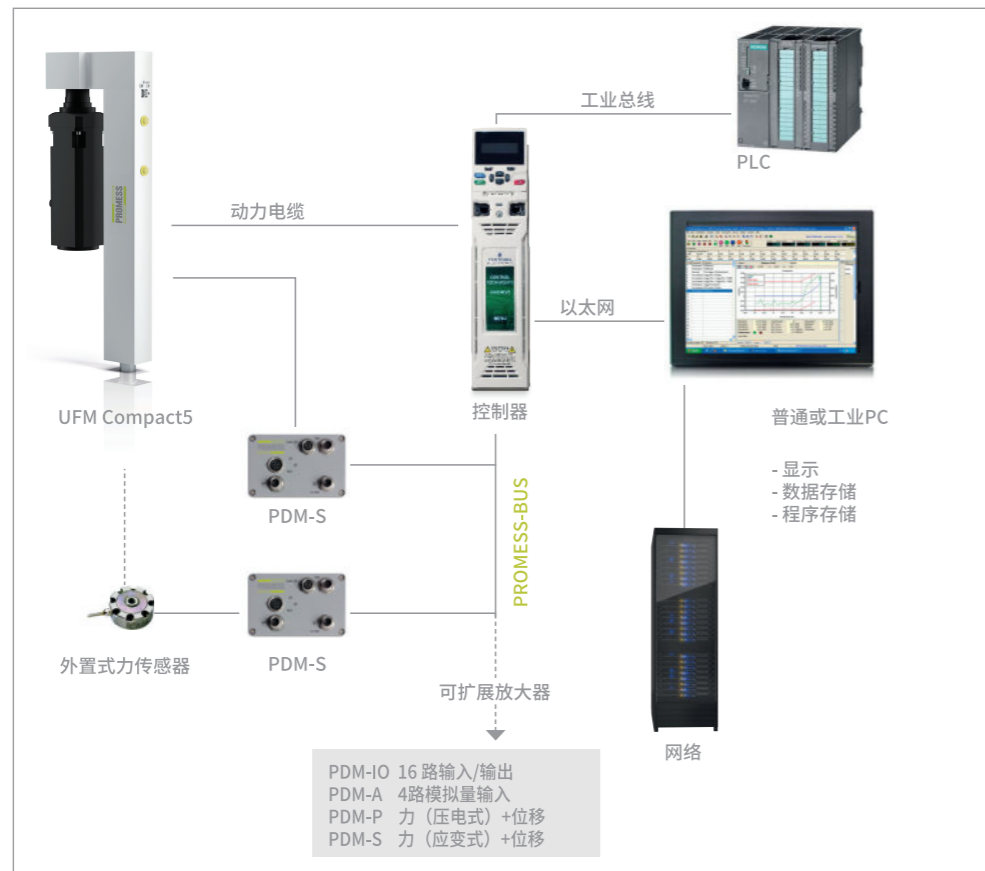 SIEMENS
工业总线
PLC
PROMESS
动力电缆
以太网
UFM Compact5
控制器
普通或工业PC
- 显示
- 数据存储
- 程序存储
PDM-S
PROMESS-BUS
外置式力传感器
PDM-S
可扩展放大器
网络
PDM-IO 16 路输入/输出
PDM-A 4路模拟量输入
PDM-P 力（压电式）+位移
PDM-S 力（应变式）+位移